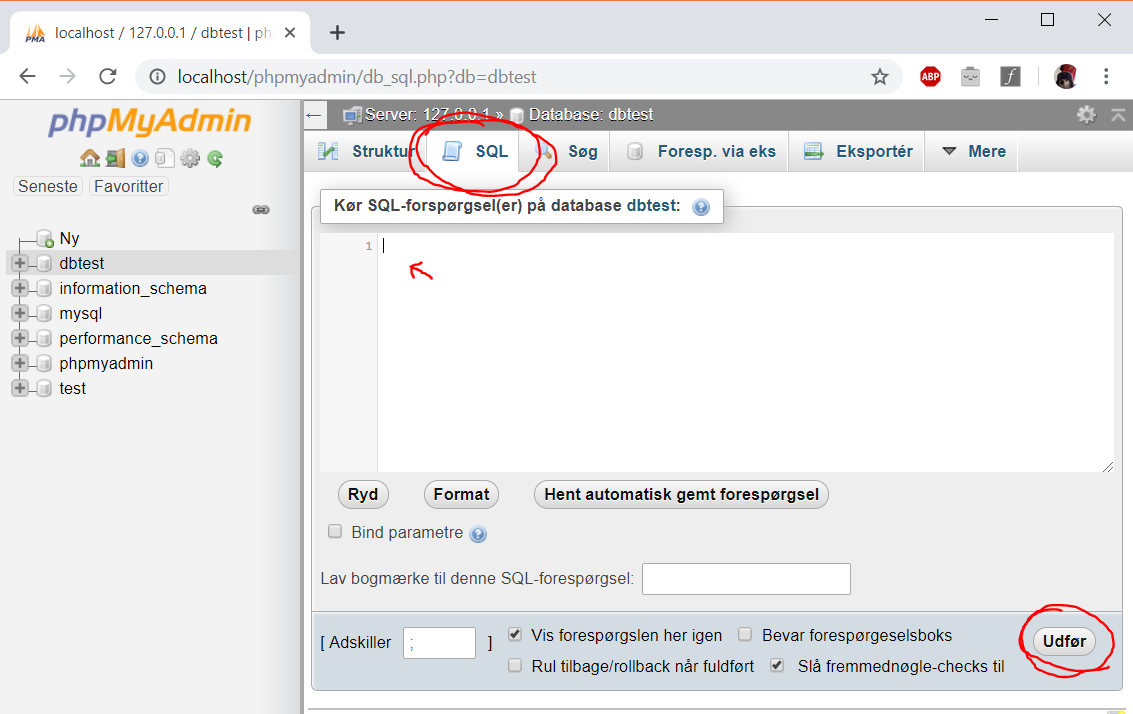 localhost / 127.0.0.1 / dbtest | ph
localhost/phpmyadmin/db_sql.php?db=dbtest
ABP
f
phpMyAdmin
Seneste Favoritter
Ny
dbtest
information_schema
mysql
performance_schema
phpmyadmin
test
Server: 127.0.0.1 » Database: dbtest
Struktur SQL Søg Foresp. via eks Eksportér Mere
Kør SQL-forspørgsel(er) på database dbtest:
1
Ryd Format Hent automatisk gemt forespørgsel
Bind parametre
Lav bogmærke til denne SQL-forespørgsel:
[ Adskiller ; ] Vis forespørgslen her igen Bevar forespørgeselsboks
Rul tilbage/rollback når fuldført Slå fremmednøgle-checks til
Udfør